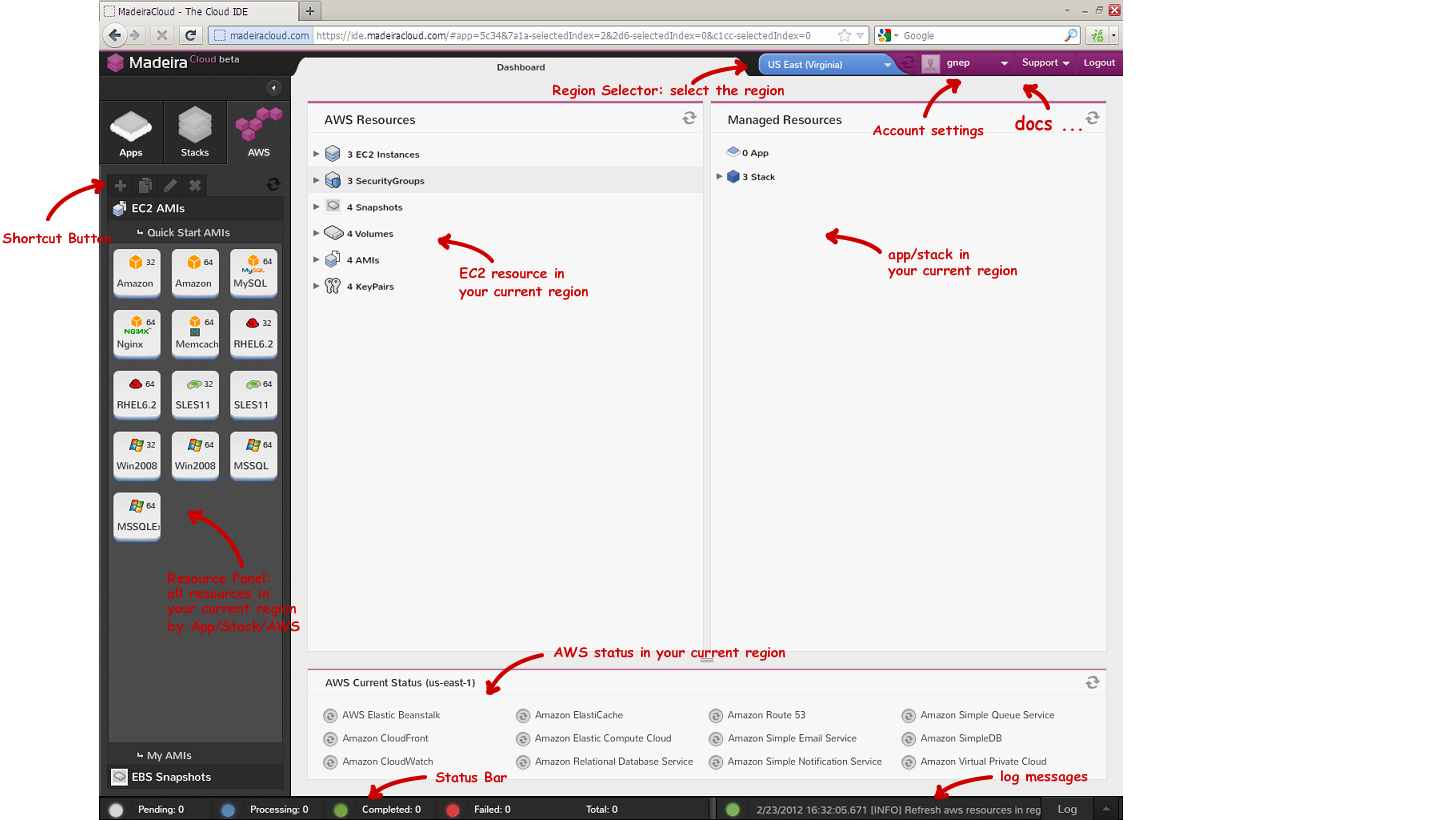 MadeiraCloud - The Cloud IDE
madeiracloud.com
https://ide.madeiracloud.com/#app=5c34&7a1a-selectedIndex=2&2d6-selectedIndex=0&c1cc-selectedIndex=0
Google
Madeira Cloud beta
Dashboard
US East (Virginia)
gnep
Support
Logout
Region Selector: select the region
Account settings
docs ...
Apps
Stacks
AWS
Shortcut Button
EC2 AMIs
Quick Start AMIs
32 Amazon
64 Amazon
64 MySQL MySQL
64 NGINX Nginx
64 Memcach
32 RHEL6.2
64 RHEL6.2
32 SLES11
64 SLES11
32 Win2008
64 Win2008
64 MSSQL
64 MSSQLEx
Resource Panel:
all resources in
your current region
by App/Stack/AWS
My AMIs
EBS Snapshots
AWS Resources
3 EC2 Instances
3 SecurityGroups
4 Snapshots
4 Volumes
4 AMIs
4 KeyPairs
EC2 resource in
your current region
Managed Resources
0 App
3 Stack
app/stack in
your current region
AWS status in your current region
AWS Current Status (us-east-1)
AWS Elastic Beanstalk
Amazon ElastiCache
Amazon Route 53
Amazon Simple Queue Service
Amazon CloudFront
Amazon Elastic Compute Cloud
Amazon Simple Email Service
Amazon SimpleDB
Amazon CloudWatch
Amazon Relational Database Service
Amazon Simple Notification Service
Amazon Virtual Private Cloud
Status Bar
log messages
Pending: 0
Processing: 0
Completed: 0
Failed: 0
Total: 0
2/23/2012 16:32:05.671 [INFO] Refresh aws resources in reg
Log